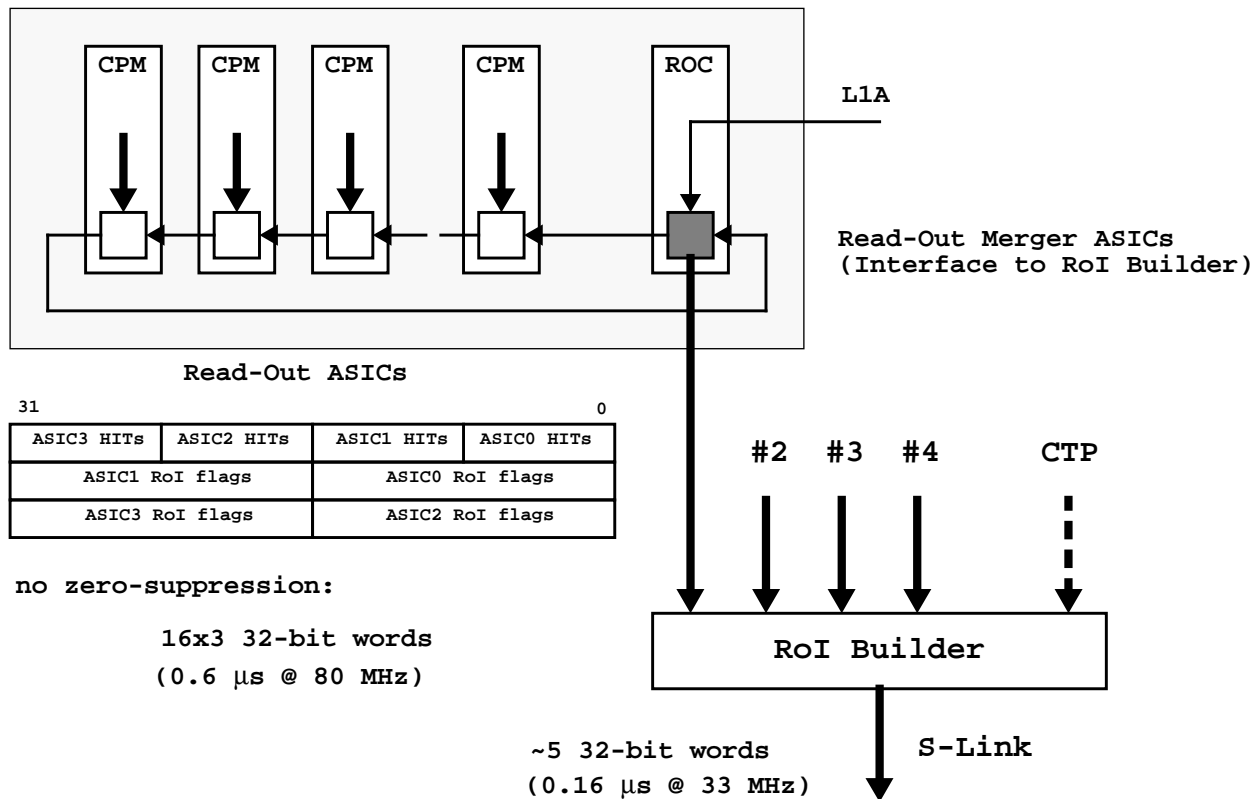 CPM CPM CPM CPM ROC
L1A
Read-Out Merger ASICs
(Interface to RoI Builder)
Read-Out ASICs
31 0
ASIC3 HITs ASIC2 HITs ASIC1 HITs ASIC0 HITs
ASIC1 RoI flags ASIC0 RoI flags
ASIC3 RoI flags ASIC2 RoI flags
#2 #3 #4 CTP
no zero-suppression:
16x3 32-bit words
(0.6 μs @ 80 MHz)
RoI Builder
~5 32-bit words
(0.16 μs @ 33 MHz)
S-Link